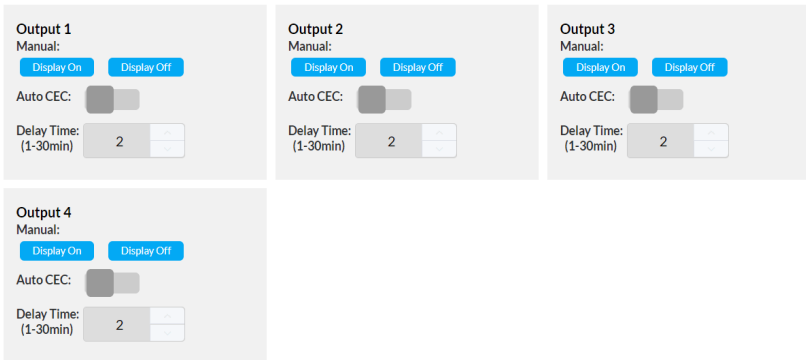 Output 1
Manual:
Display On Display Off
Auto CEC:
Delay Time:
(1-30min) 2
Output 2
Manual:
Display On Display Off
Auto CEC:
Delay Time:
(1-30min) 2
Output 3
Manual:
Display On Display Off
Auto CEC:
Delay Time:
(1-30min) 2
Output 4
Manual:
Display On Display Off
Auto CEC:
Delay Time:
(1-30min) 2